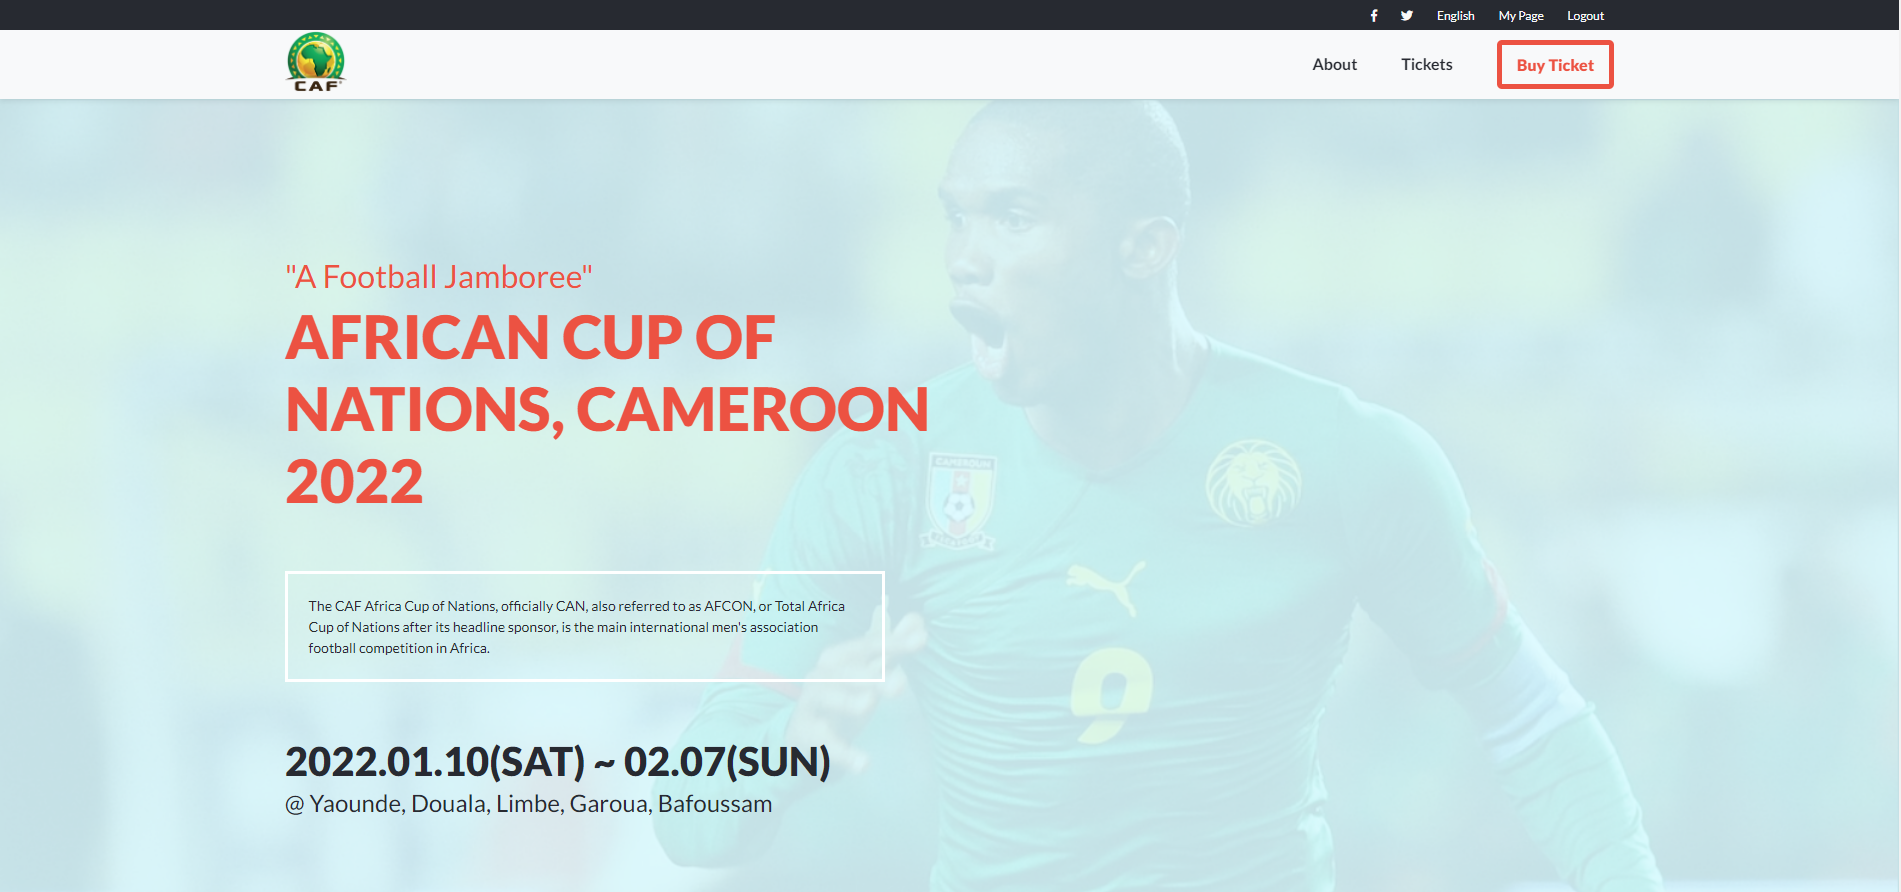 English My Page Logout
CAF
About Tickets Buy Ticket
"A Football Jamboree"
AFRICAN CUP OF
NATIONS, CAMEROON
2022
CAMEROUN
9
The CAF Africa Cup of Nations, officially CAN, also referred to as AFCON, or Total Africa
Cup of Nations after its headline sponsor, is the main international men's association
football competition in Africa.
2022.01.10(SAT) ~ 02.07(SUN)
@ Yaounde, Douala, Limbe, Garoua, Bafoussam